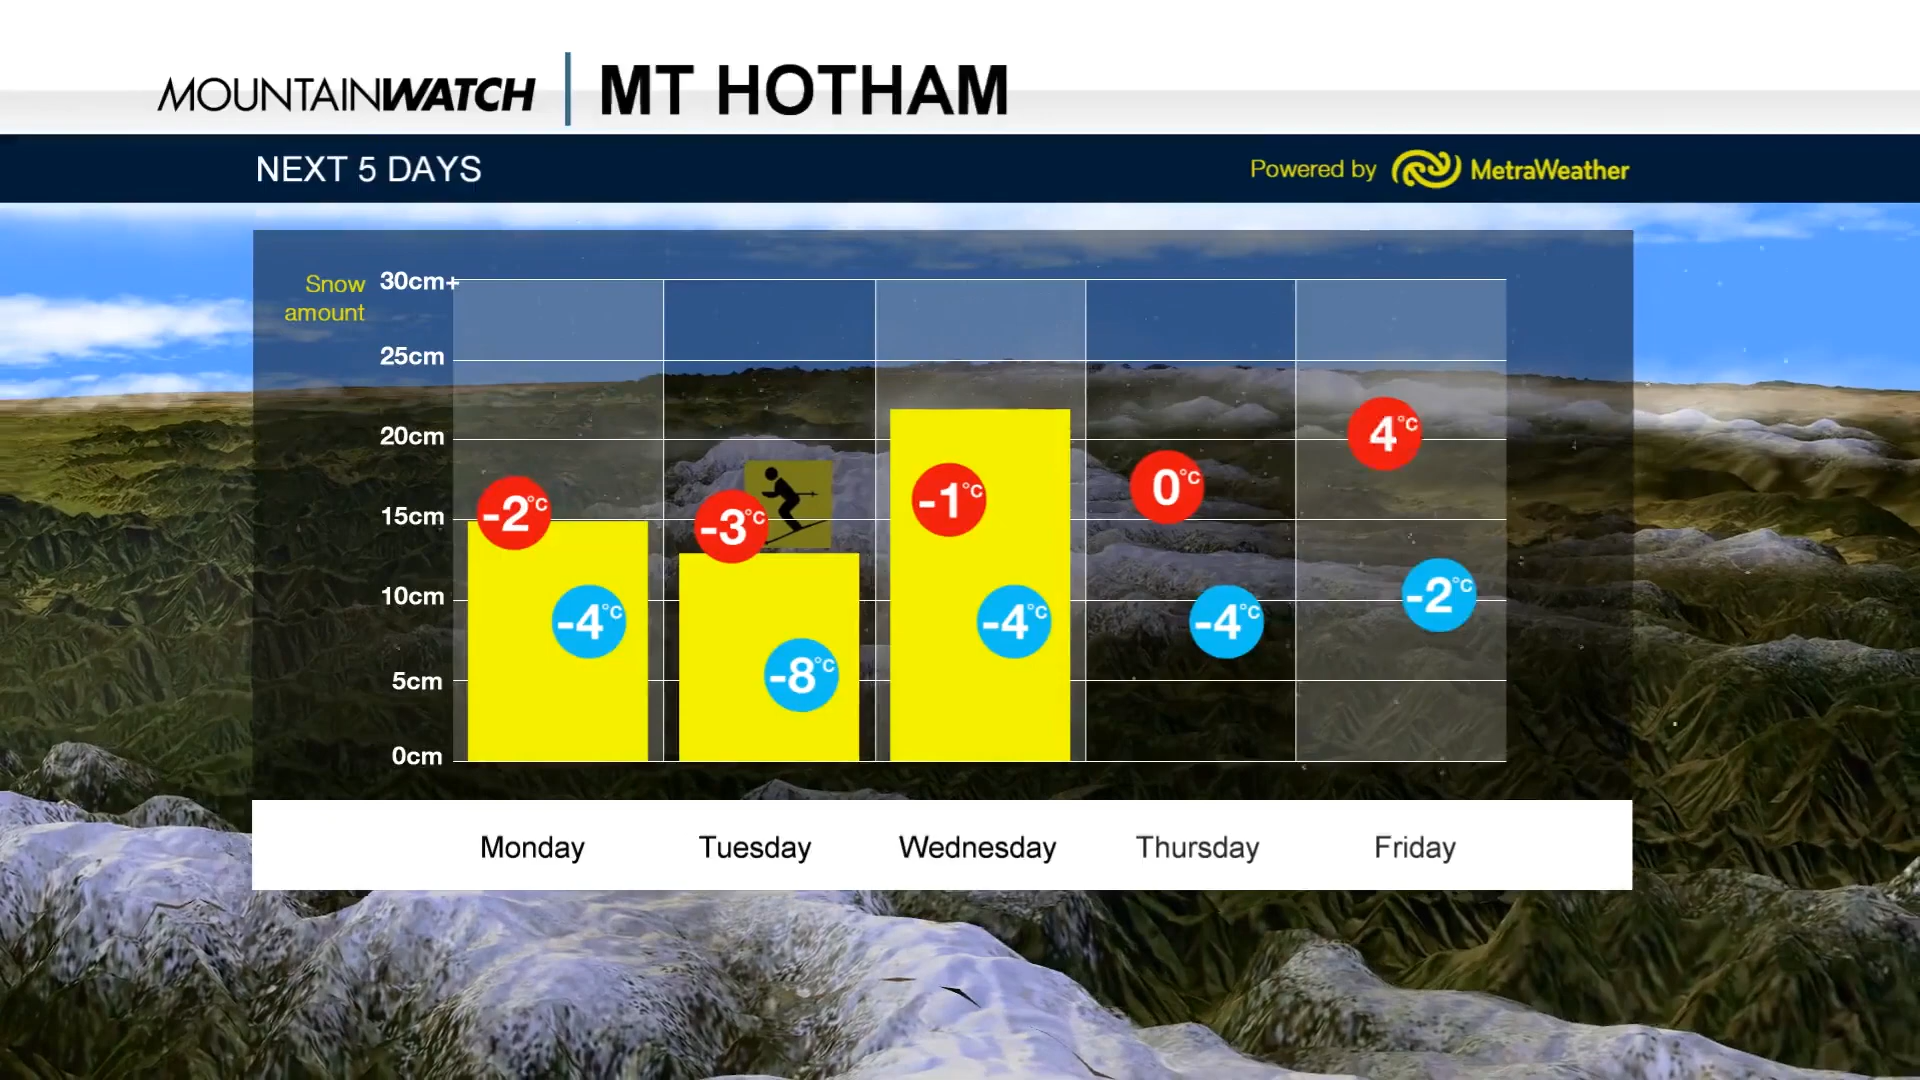 MOUNTAINWATCH
MT HOTHAM
NEXT 5 DAYS
Powered by MetraWeather
Snow
amount
30cm+
25cm
20cm
15cm
10cm
5cm
0cm
-2°C
-4°C
-3°C
-8°C
-1°C
-4°C
0°C
-4°C
4°C
-2°C
Monday
Tuesday
Wednesday
Thursday
Friday